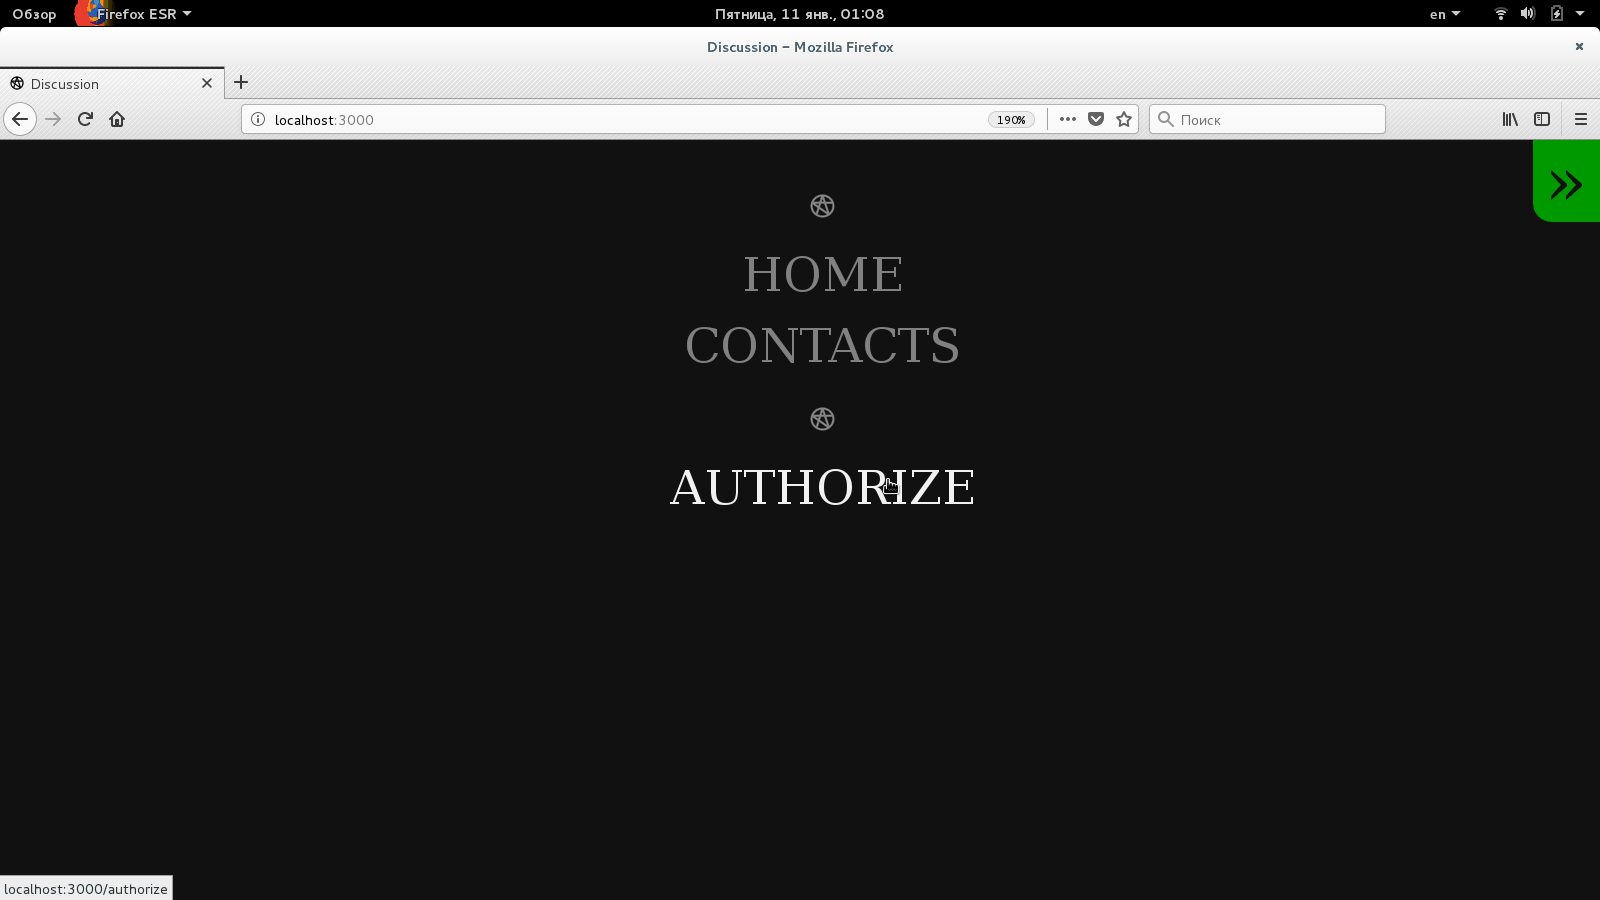 Обзор Firefox ESR Пятница, 11 янв., 01:08 en
Discussion – Mozilla Firefox
Discussion
localhost:3000 190% Поиск
HOME
CONTACTS
AUTHORIZE
localhost:3000/authorize